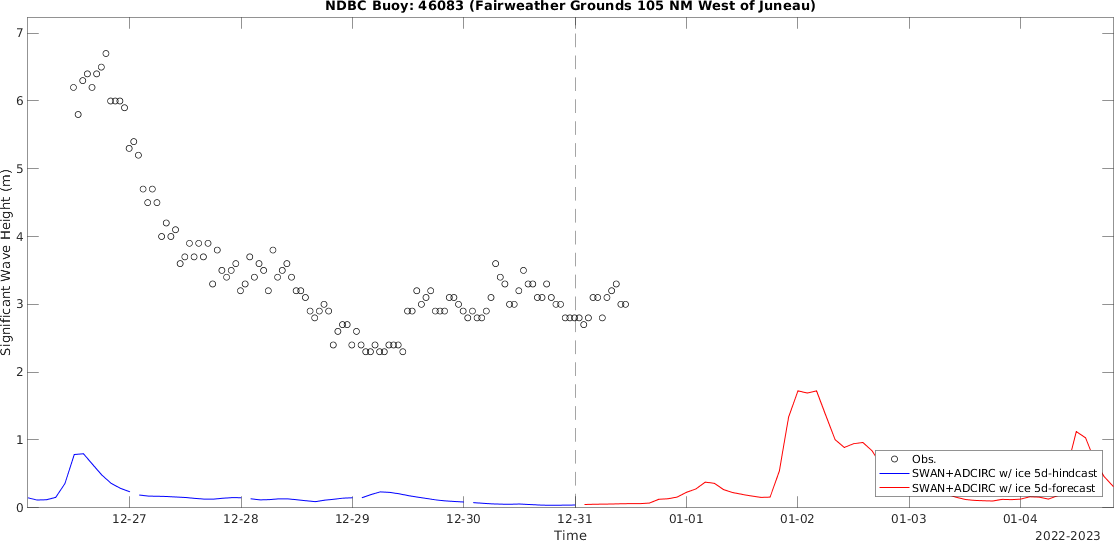 NDBC Buoy: 46083 (Fairweather Grounds 105 NM West of Juneau)
Significant Wave Height (m)
7
6
5
4
3
2
1
0
Obs.
SWAN+ADCIRC w/ ice 5d-hindcast
SWAN+ADCIRC w/ ice 5d-forecast
12-27 12-28 12-29 12-30 12-31 01-01 01-02 01-03 01-04
Time
2022-2023